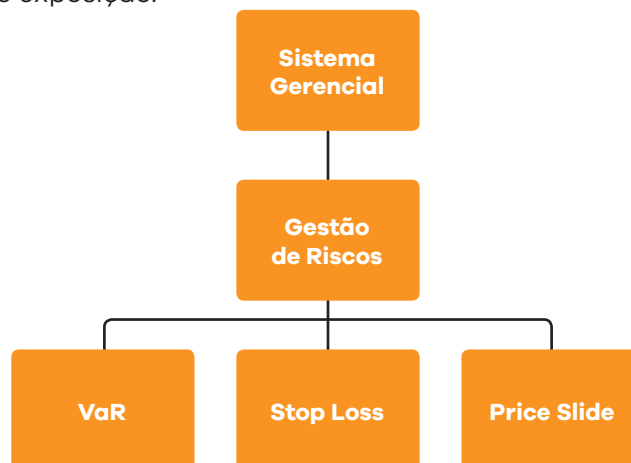 exposição.
Sistema
Gerencial
Gestão
de Riscos
VaR
Stop Loss
Price Slide